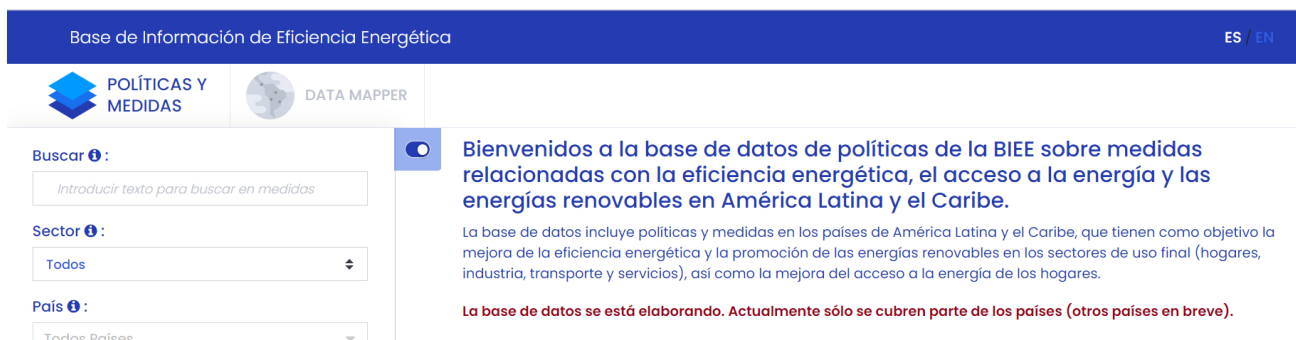 Base de Información de Eficiencia Energética
ES / EN
POLÍTICAS Y
MEDIDAS
DATA MAPPER
Buscar :
Introducir texto para buscar en medidas
Sector :
Todos
País :
Todos Países
Bienvenidos a la base de datos de políticas de la BIEE sobre medidas
relacionadas con la eficiencia energética, el acceso a la energía y las
energías renovables en América Latina y el Caribe.
La base de datos incluye políticas y medidas en los países de América Latina y el Caribe, que tienen como objetivo la
mejora de la eficiencia energética y la promoción de las energías renovables en los sectores de uso final (hogares,
industria, transporte y servicios), así como la mejora del acceso a la energía de los hogares.
La base de datos se está elaborando. Actualmente sólo se cubren parte de los países (otros países en breve).